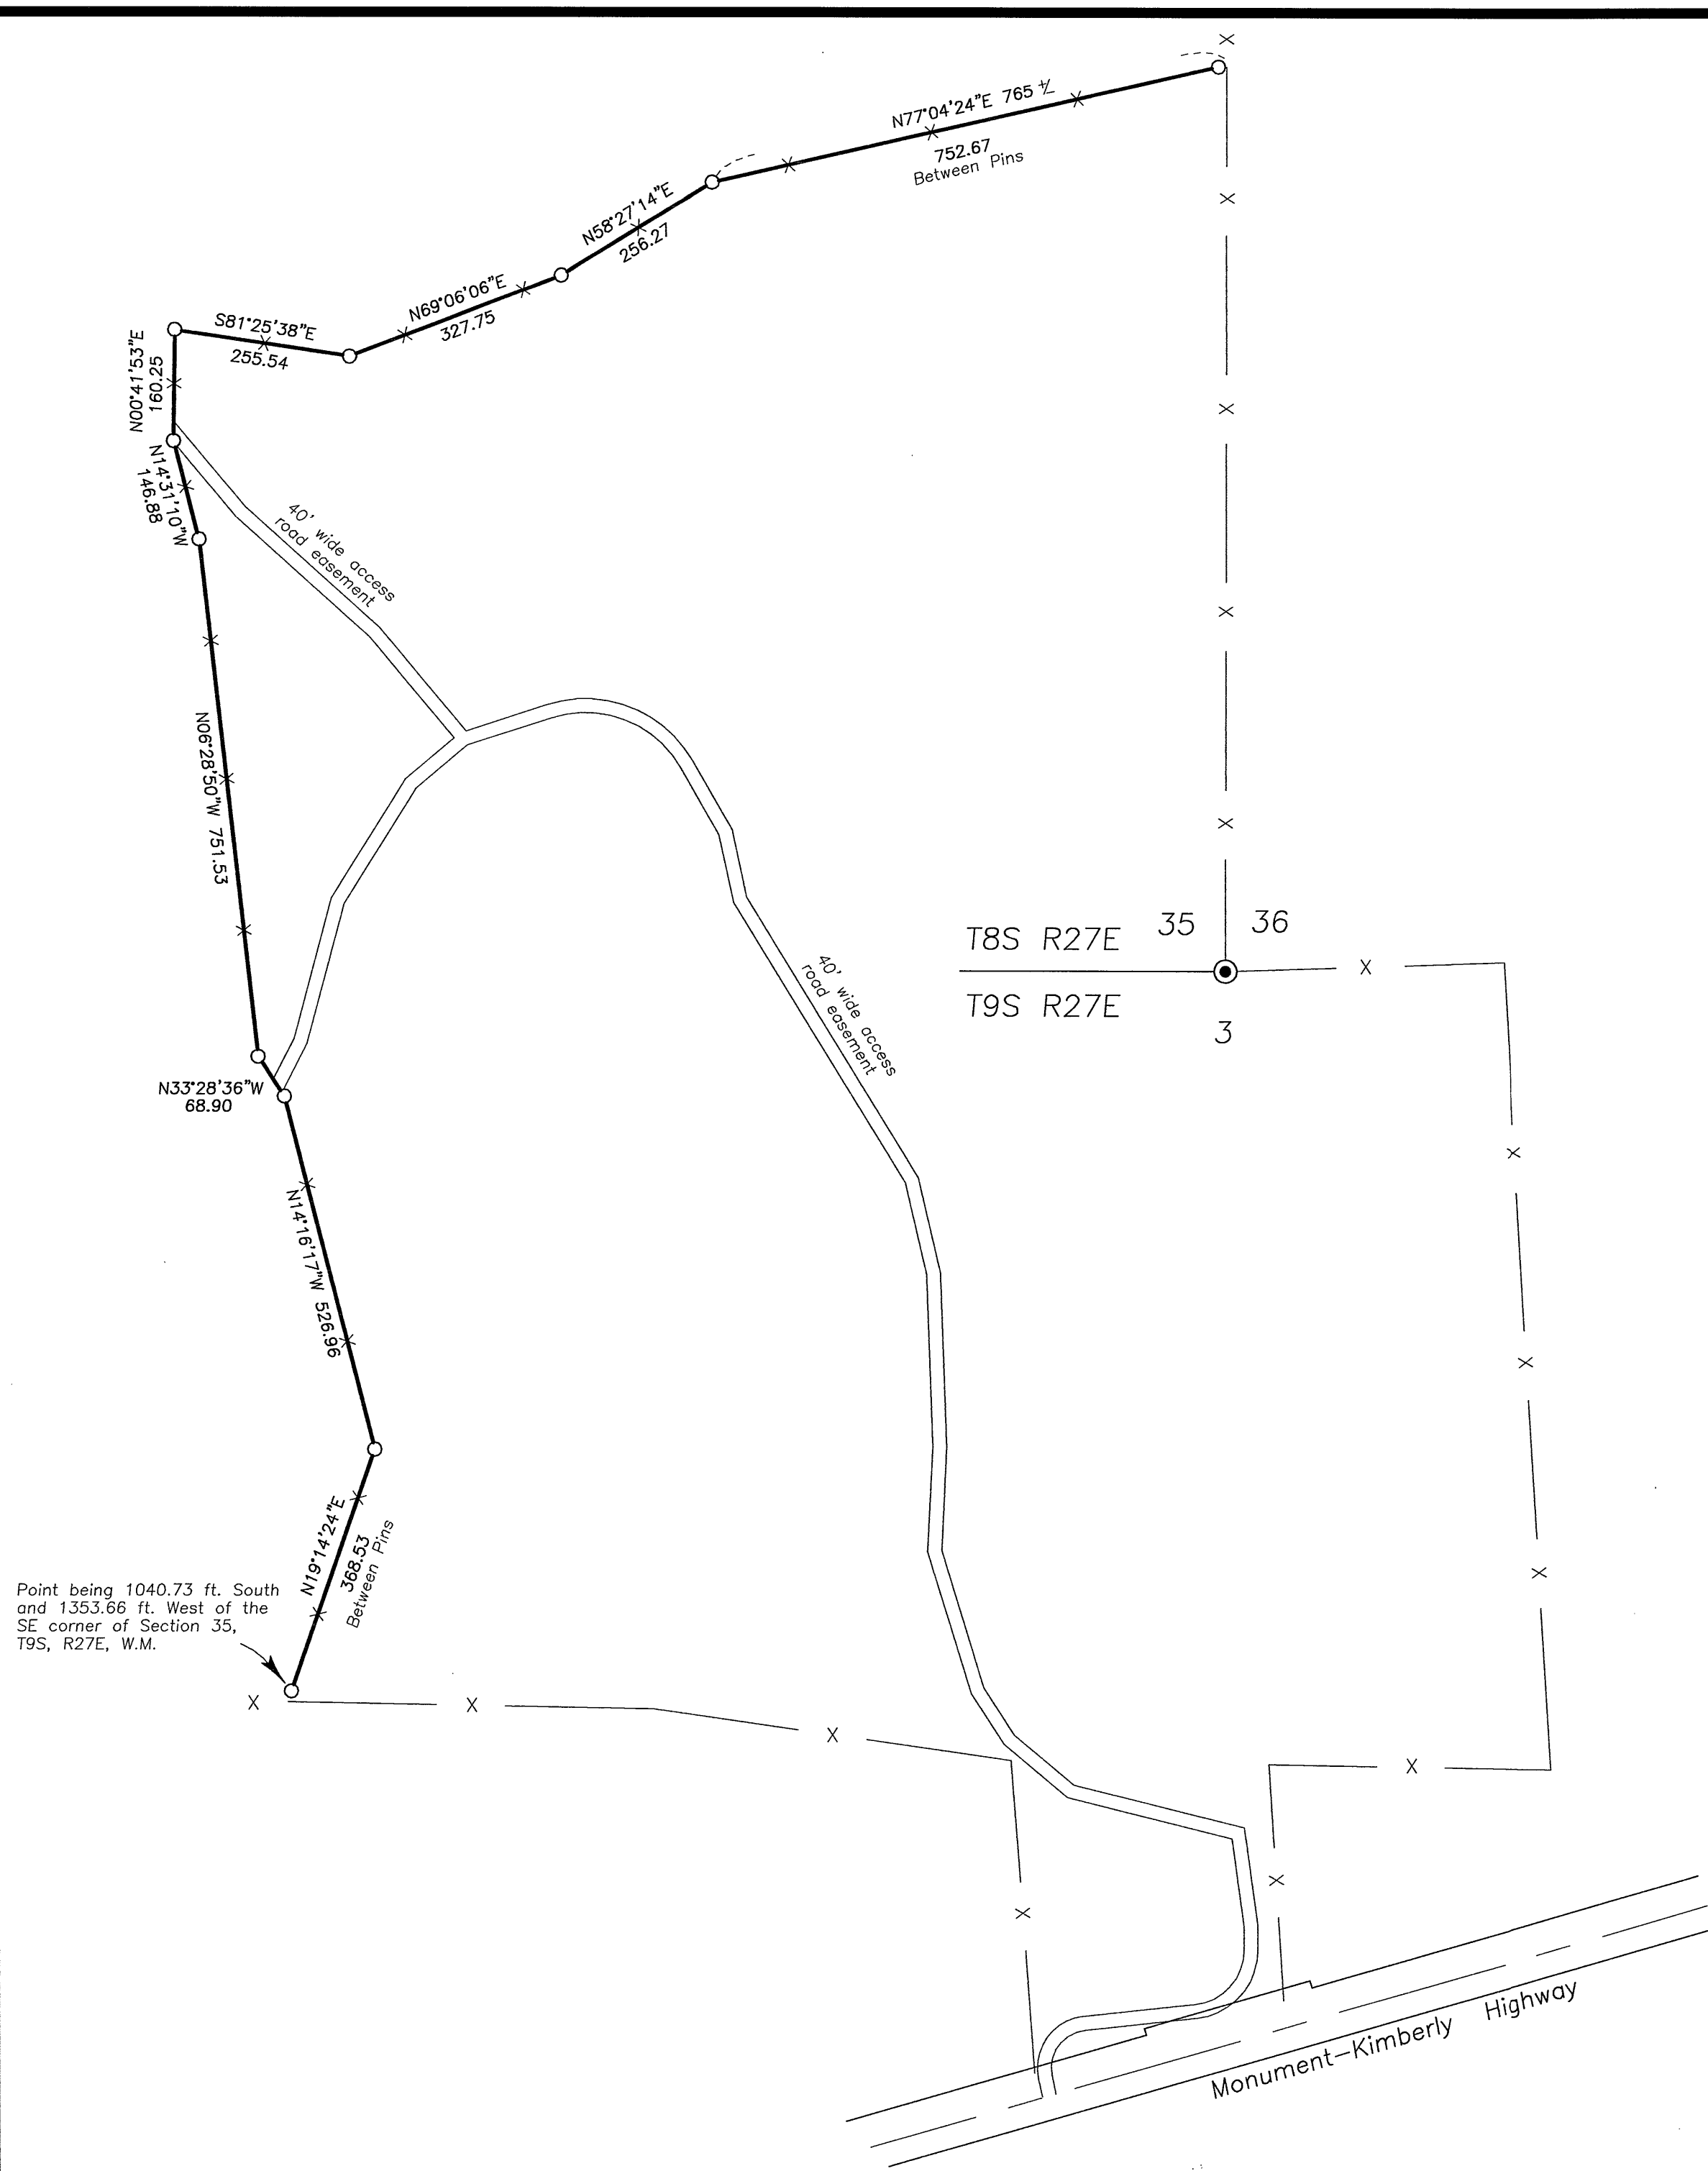 N77°04'24"E 765 +/-
752.67
Between Pins
N58°27'14"E
256.27
N69°06'06"E
327.75
S81°25'38"E
255.54
N00°41'53"E
160.25
N14°31'10"W
146.88
40' wide access
road easement
N06°28'50"W 751.53
35 36
T8S R27E
T9S R27E
3
40' wide access
road easement
N33°28'36"W
68.90
N14°16'17"W 526.96
N19°14'24"E
368.53
Between Pins
Point being 1040.73 ft. South
and 1353.66 ft. West of the
SE corner of Section 35,
T9S, R27E, W.M.
Monument-Kimberly Highway